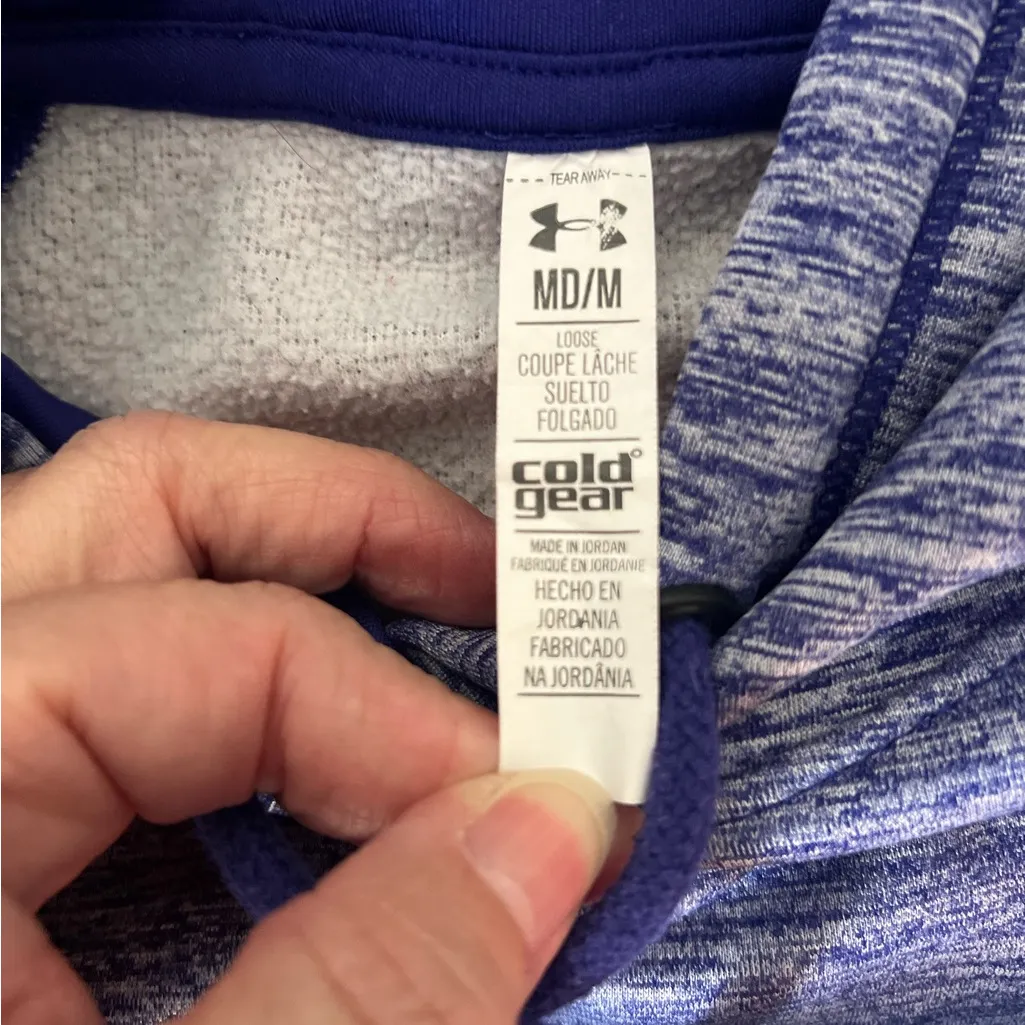 TEAR AWAY
MD/M
LOOSE
COUPE LÂCHE
SUELTO
FOLGADO
cold
gear
MADE IN JORDAN
FABRIQUÉ EN JORDANIE
HECHO EN
JORDANIA
FABRICADO
NA JORDÂNIA